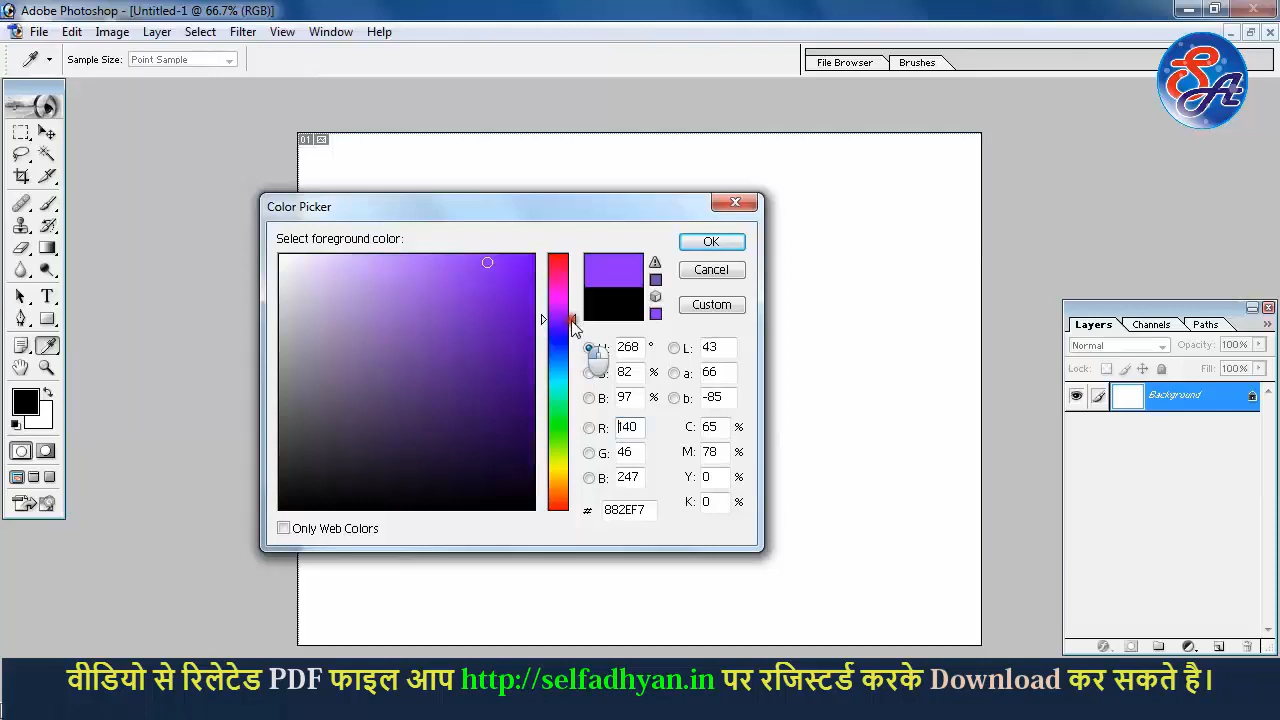 Adobe Photoshop - [Untitled-1 @ 66.7% (RGB)]
File Edit Image Layer Select Filter View Window Help
Sample Size: Point Sample
File Browser Brushes
SA
01
Color Picker
Select foreground color:
OK
Cancel
Custom
H: 268 ° L: 43
82 % a: 66
B: 97 % b: -85
R: 140 C: 65 %
G: 46 M: 78 %
B: 247 Y: 0 %
K: 0 %
# 882EF7
Only Web Colors
Layers Channels Paths
Normal Opacity: 100%
Lock: Fill: 100%
Background
वीडियो से रिलेटेड PDF फाइल आप http://selfadhyan.in पर रजिस्टर्ड करके Download कर सकते है।